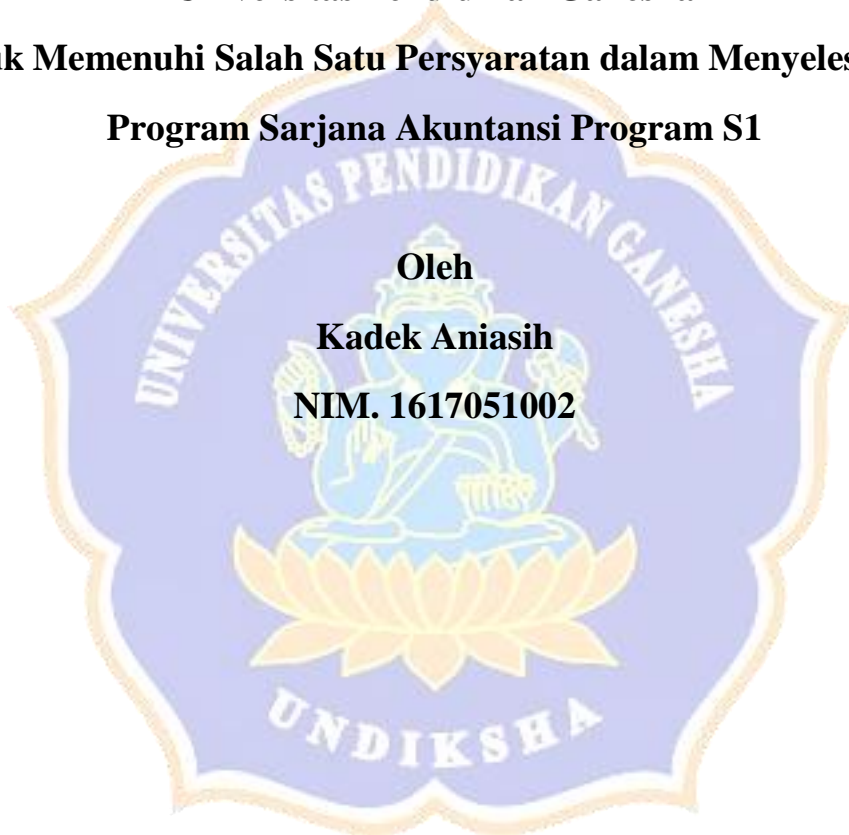 Memenuhi Salah Satu Persyaratan dalam
Program Sarjana Akuntansi Program S1
UNIVERSITAS PENDIDIKAN GANESHA
Oleh
Kadek Aniasih
NIM. 1617051002
UNDIKSHA